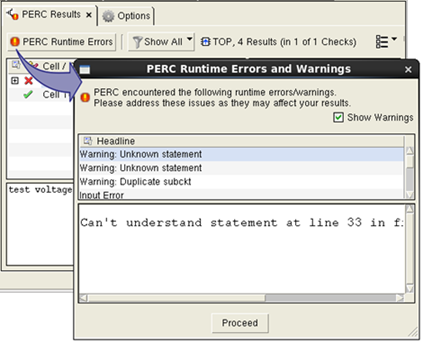 PERC Results × Options
PERC Runtime Errors Show All TOP, 4 Results (in 1 of 1 Checks)
Cell /
Cell T
test voltage
PERC Runtime Errors and Warnings ×
PERC encountered the following runtime errors/warnings.
Please address these issues as they may affect your results.
Show Warnings
Headline
Warning: Unknown statement
Warning: Unknown statement
Warning: Duplicate subckt
Input Error
Can't understand statement at line 33 in fi
Proceed